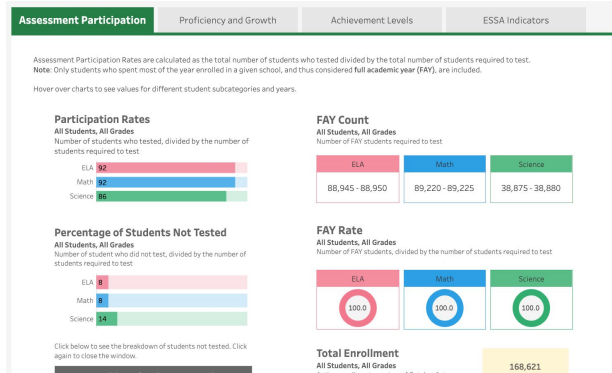 Assessment Participation
Proficiency and Growth
Achievement Levels
ESSA Indicators
Assessment Participation Rates are calculated as the total number of students who tested divided by the total number of students required to test.
Note: Only students who spent most of the year enrolled in a given school, and thus considered full academic year (FAY), are included.
Hover over charts to see values for different student subcategories and years.
Participation Rates
All Students, All Grades
Number of students who tested, divided by the number of
students required to test
ELA 92
Math 92
Science 86
FAY Count
All Students, All Grades
Number of FAY students required to test
ELA Math Science
88,945 - 88,950 89,220 - 89,225 38,875 - 38,880
Percentage of Students Not Tested
All Students, All Grades
Number of student who did not test, divided by the number of
students required to test
ELA 8
Math 8
Science 14
FAY Rate
All Students, All Grades
Number of FAY students, divided by the number of students required to test
ELA Math Science
100.0 100.0 100.0
Click below to see the breakdown of students not tested. Click
again to close the window.
Total Enrollment
All Students, All Grades
168,621